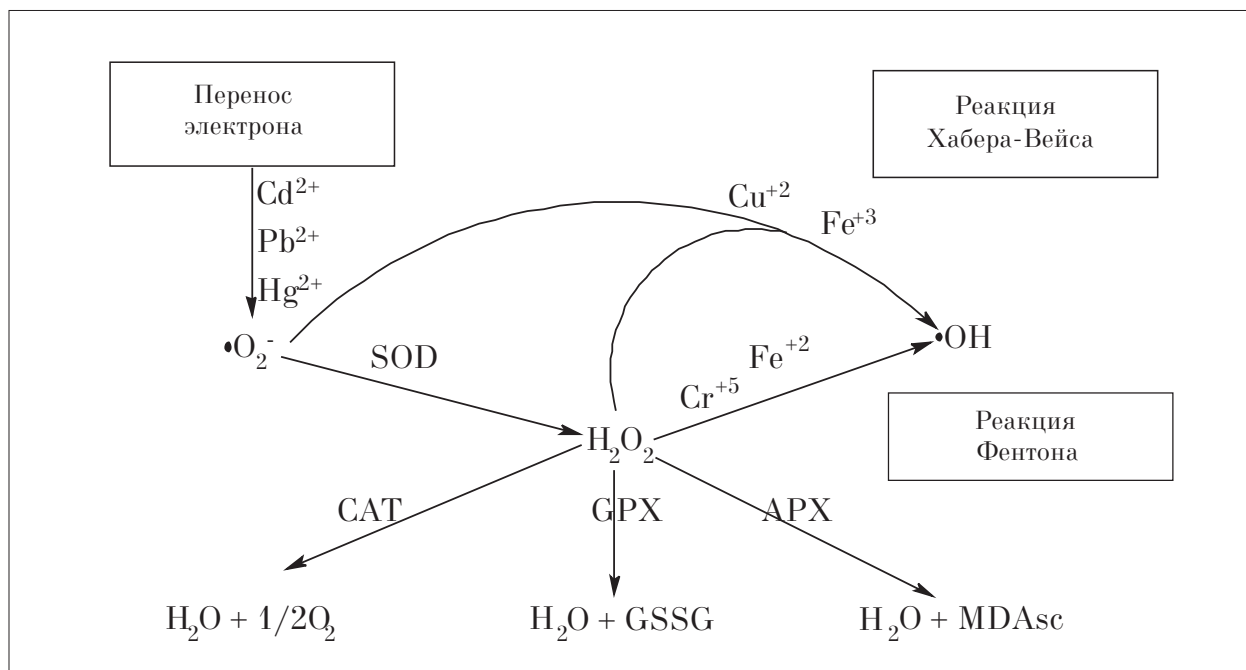 Перенос
электрона
Реакция
Хабера-Вейса
Cd²⁺
Cu⁺²
Fe⁺³
Pb²⁺
Hg²⁺
•O₂⁻
SOD
Fe⁺²
•OH
Cr⁺⁵
H₂O₂
Реакция
Фентона
CAT
GPX
APX
H₂O + 1/2O₂
H₂O + GSSG
H₂O + MDAsc